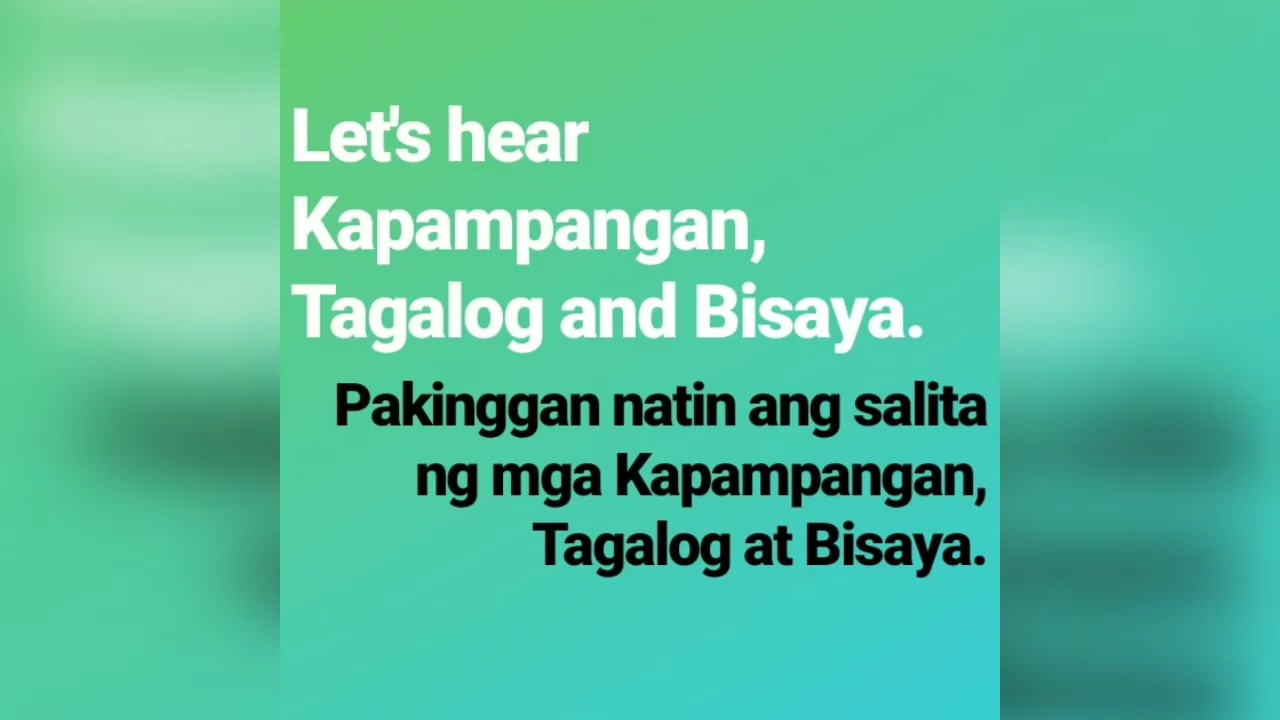 Let's hear
Kapampangan,
Tagalog and Bisaya.
Pakinggan natin ang salita
ng mga Kapampangan,
Tagalog at Bisaya.